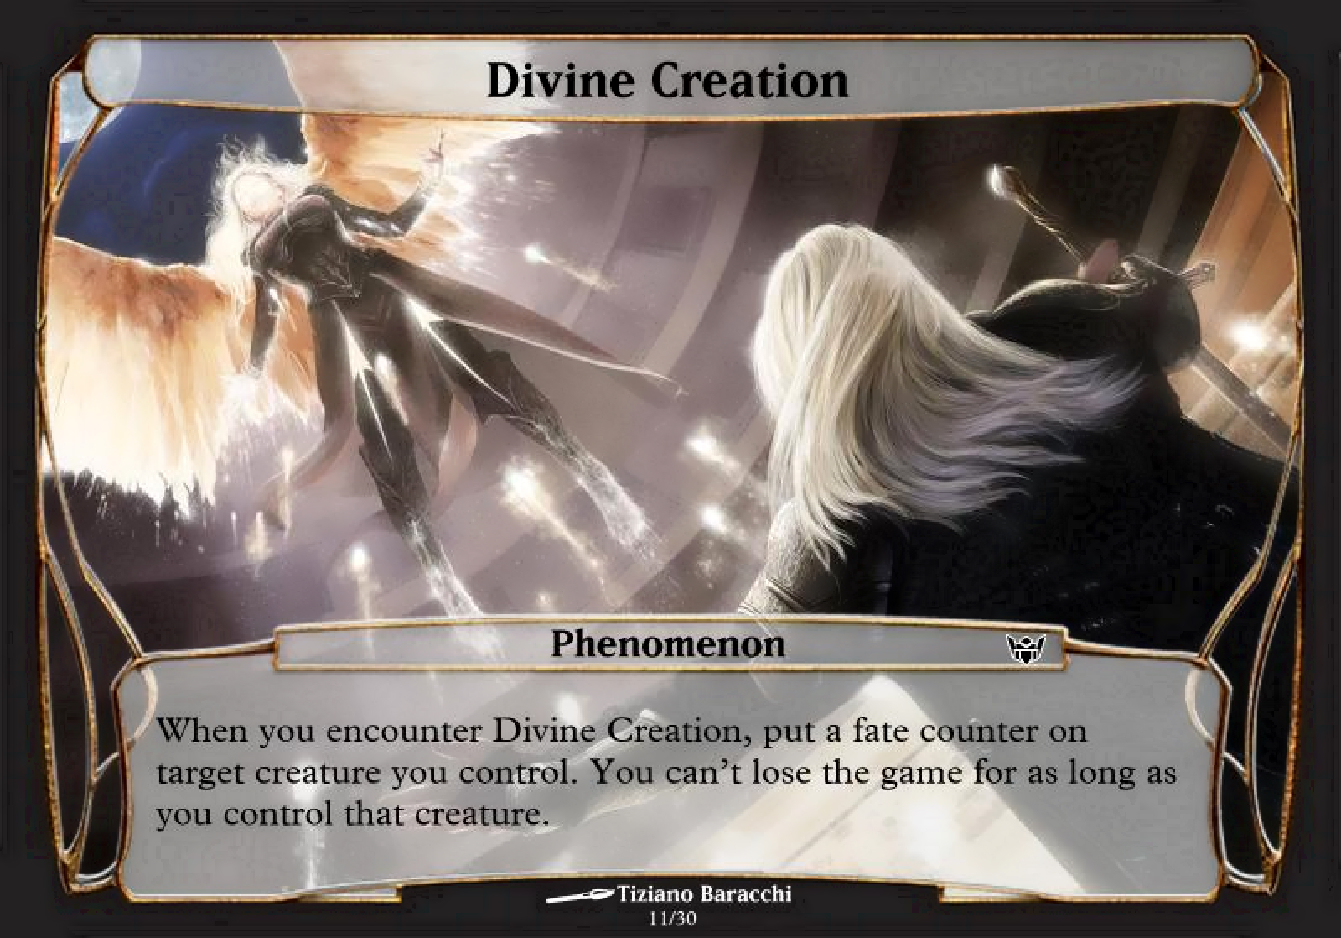 Divine Creation
Phenomenon
When you encounter Divine Creation, put a fate counter on
target creature you control. You can't lose the game for as long as
you control that creature.
Tiziano Baracchi
11/30